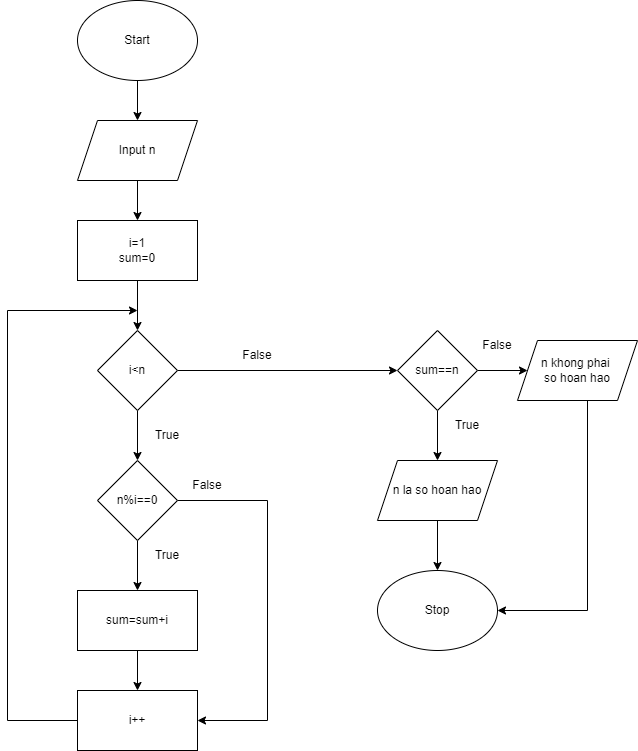 Start
Input n
i=1
sum=0
i<n
False
sum==n
False
n khong phai
so hoan hao
True
True
n%i==0
False
n la so hoan hao
True
sum=sum+i
Stop
i++